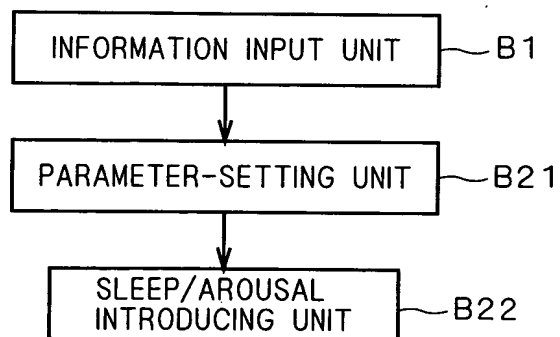 INFORMATION INPUT UNIT B1
PARAMETER-SETTING UNIT B21
SLEEP/AROUSAL
INTRODUCING UNIT B22